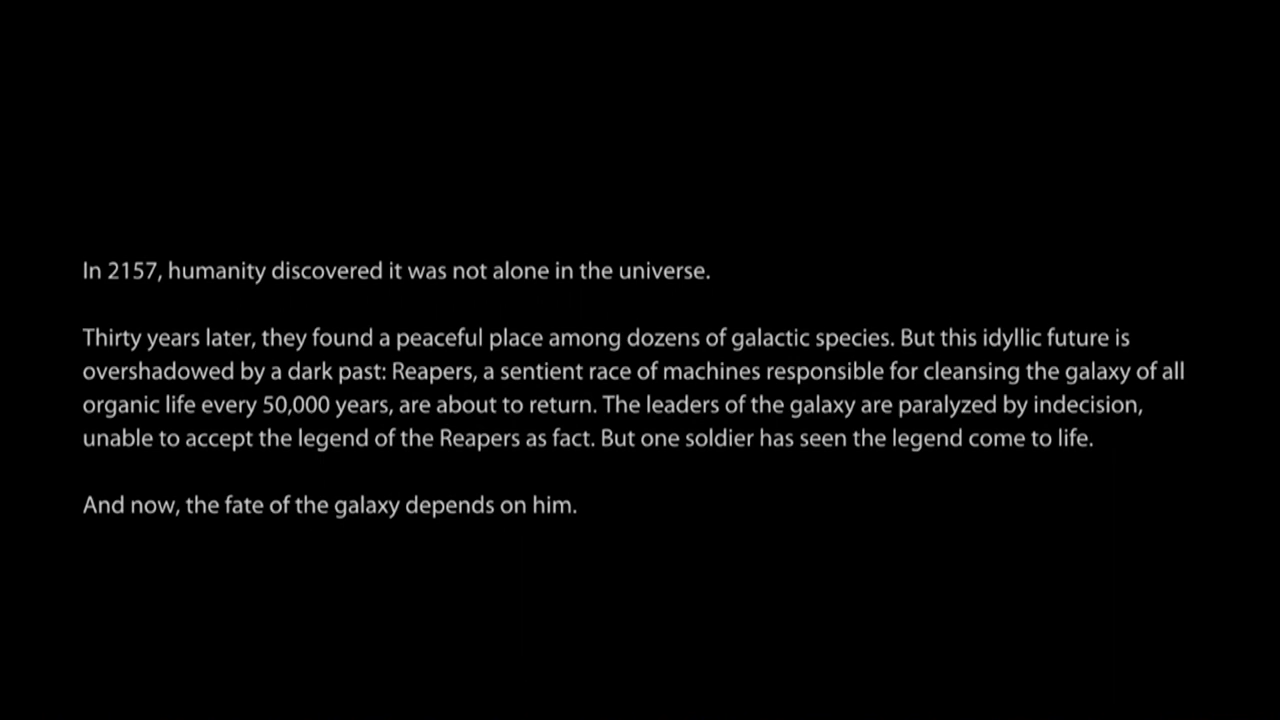 In 2157, humanity discovered it was not alone in the universe.
Thirty years later, they found a peaceful place among dozens of galactic species. But this idyllic future is
overshadowed by a dark past: Reapers, a sentient race of machines responsible for cleansing the galaxy of all
organic life every 50,000 years, are about to return. The leaders of the galaxy are paralyzed by indecision,
unable to accept the legend of the Reapers as fact. But one soldier has seen the legend come to life.
And now, the fate of the galaxy depends on him.